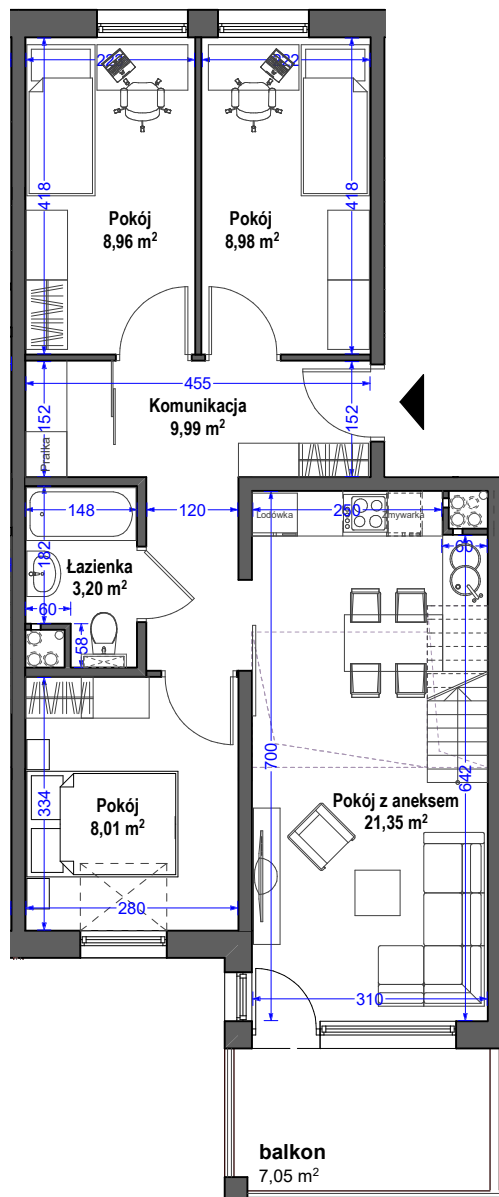 222
222
418
418
Pokój
8,96 m²
Pokój
8,98 m²
455
152
152
Komunikacja
9,99 m²
Pralka
148
120
Lodówka
250
Zmywarka
182
60
Łazienka
3,20 m²
60
58
700
642
334
Pokój
8,01 m²
Pokój z aneksem
21,35 m²
280
310
balkon
7,05 m²